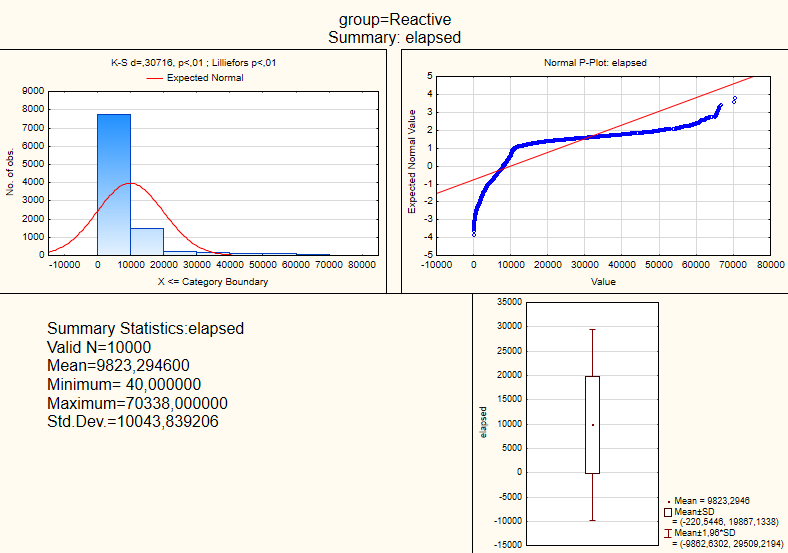 group=Reactive
Summary: elapsed
K-S d=,30716, p<,01 ; Lilliefors p<,01
Expected Normal
9000
8000
7000
6000
5000
4000
3000
2000
1000
0
No. of obs.
-10000 0 10000 20000 30000 40000 50000 60000 70000 80000
X <= Category Boundary
Normal P-Plot: elapsed
5
4
3
2
1
0
-1
-2
-3
-4
-5
Expected Normal Value
-10000 0 10000 20000 30000 40000 50000 60000 70000 80000
Value
Summary Statistics:elapsed
Valid N=10000
Mean=9823,294600
Minimum= 40,000000
Maximum=70338,000000
Std.Dev.=10043,839206
35000
30000
25000
20000
15000
10000
5000
0
-5000
-10000
-15000
elapsed
Mean = 9823,2946
Mean±SD
= (-220,5446, 19867,1338)
Mean±1,96*SD
= (-9862,6302, 29509,2194)